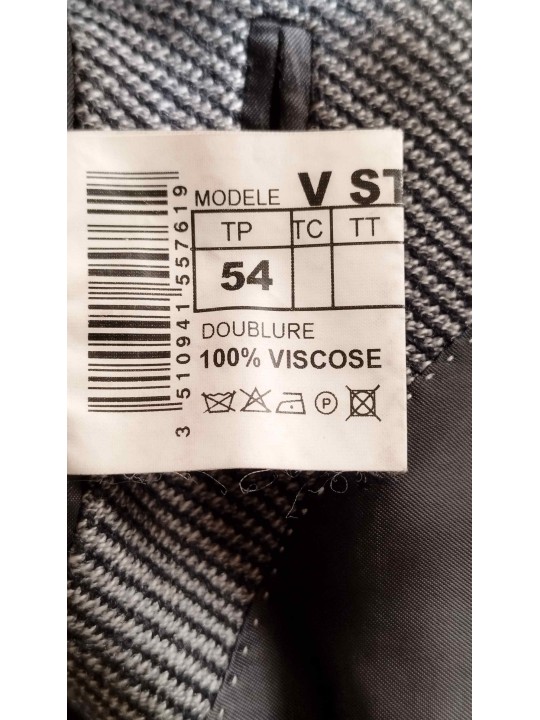 MODELE V ST
TP TC TT
54
DOUBLURE
100% VISCOSE
P
3 510941 557619